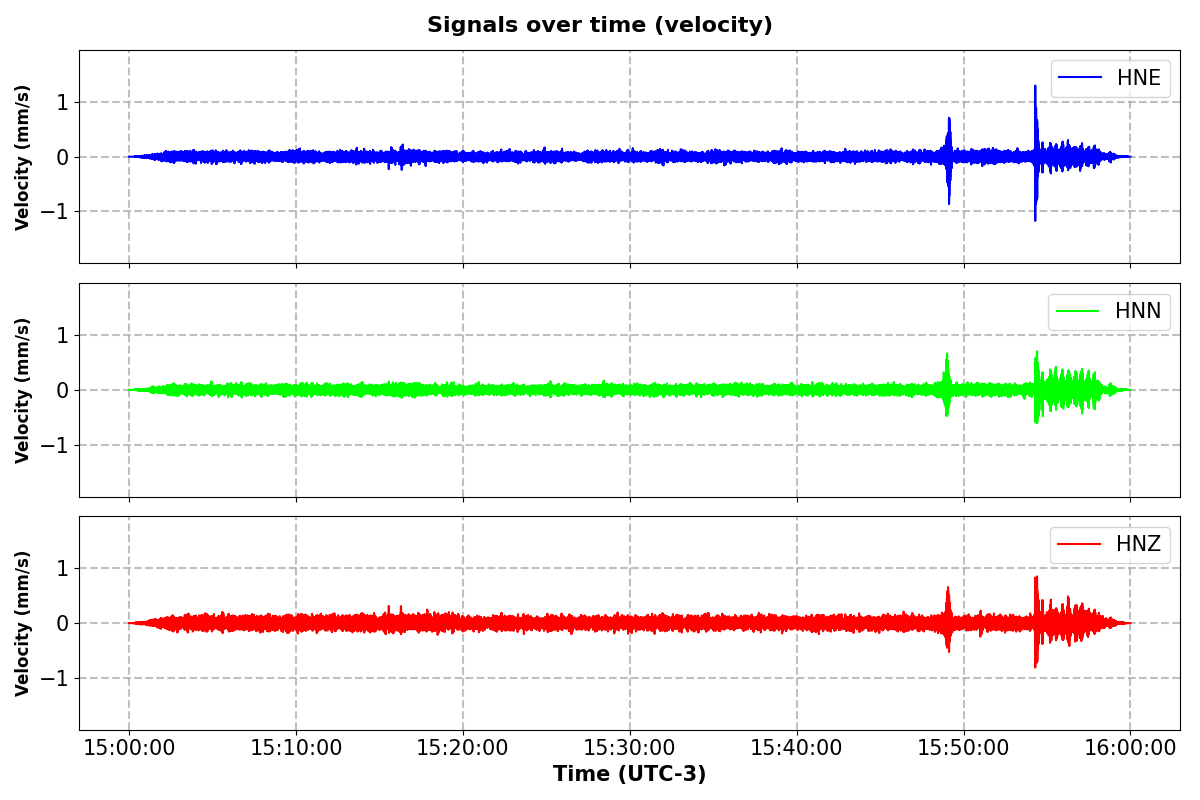 Signals over time (velocity)
Velocity (mm/s)
1
0
−1
HNE
Velocity (mm/s)
1
0
−1
HNN
Velocity (mm/s)
1
0
−1
HNZ
15:00:00 15:10:00 15:20:00 15:30:00 15:40:00 15:50:00 16:00:00
Time (UTC-3)